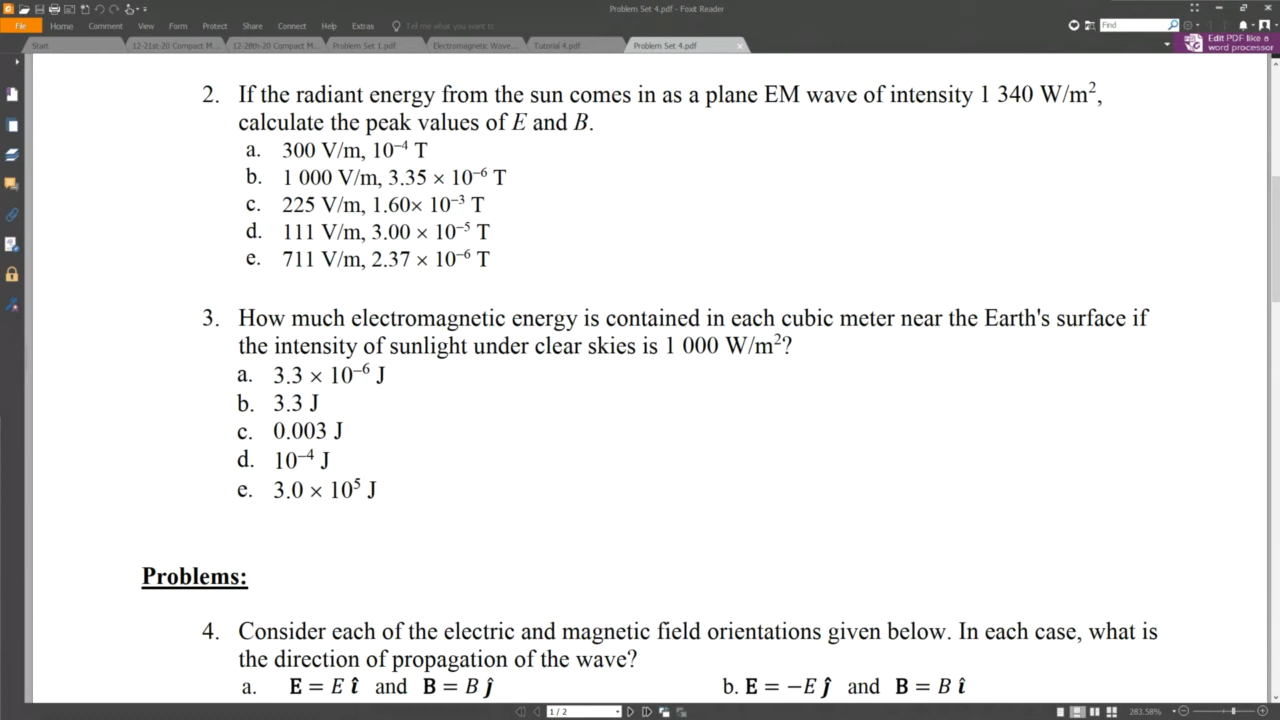 Problem Set 4.pdf - Foxit Reader
File Home Comment View Form Protect Share Connect Help Extras Tell me what you want t Find
Start 12-21st-20 Compact M... 12-28th-20 Compact M... Problem Set 1.pdf Electromagnetic Wave... Tutorial 4.pdf Problem Set 4.pdf
Edit PDF like a
word processor
2. If the radiant energy from the sun comes in as a plane EM wave of intensity 1 340 W/m²,
calculate the peak values of E and B.
a. 300 V/m, 10⁻⁴ T
b. 1 000 V/m, 3.35 × 10⁻⁶ T
c. 225 V/m, 1.60× 10⁻³ T
d. 111 V/m, 3.00 × 10⁻⁵ T
e. 711 V/m, 2.37 × 10⁻⁶ T
3. How much electromagnetic energy is contained in each cubic meter near the Earth's surface if
the intensity of sunlight under clear skies is 1 000 W/m²?
a. 3.3 × 10⁻⁶ J
b. 3.3 J
c. 0.003 J
d. 10⁻⁴ J
e. 3.0 × 10⁵ J
Problems:
4. Consider each of the electric and magnetic field orientations given below. In each case, what is
the direction of propagation of the wave?
a. E = E î and B = B ĵ b. E = −E ĵ and B = B î
1 / 2 283.58%